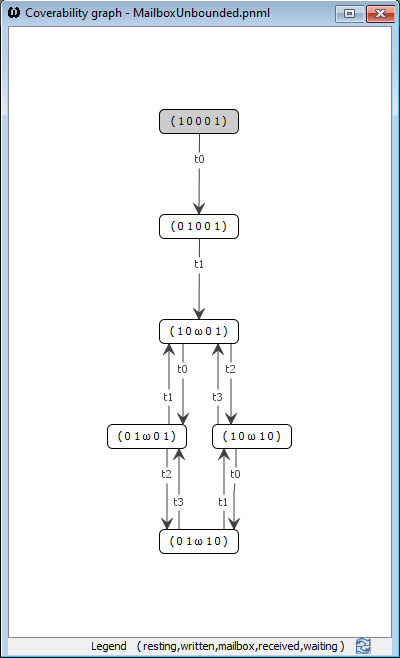 Coverability graph - MailboxUnbounded.pnml
( 1 0 0 0 1 )
t0
( 0 1 0 0 1 )
t1
( 1 0 ω 0 1 )
t0 t2
t1 t3
( 0 1 ω 0 1 ) ( 1 0 ω 1 0 )
t2 t0
t3 t1
( 0 1 ω 1 0 )
Legend ( resting,written,mailbox,received,waiting )